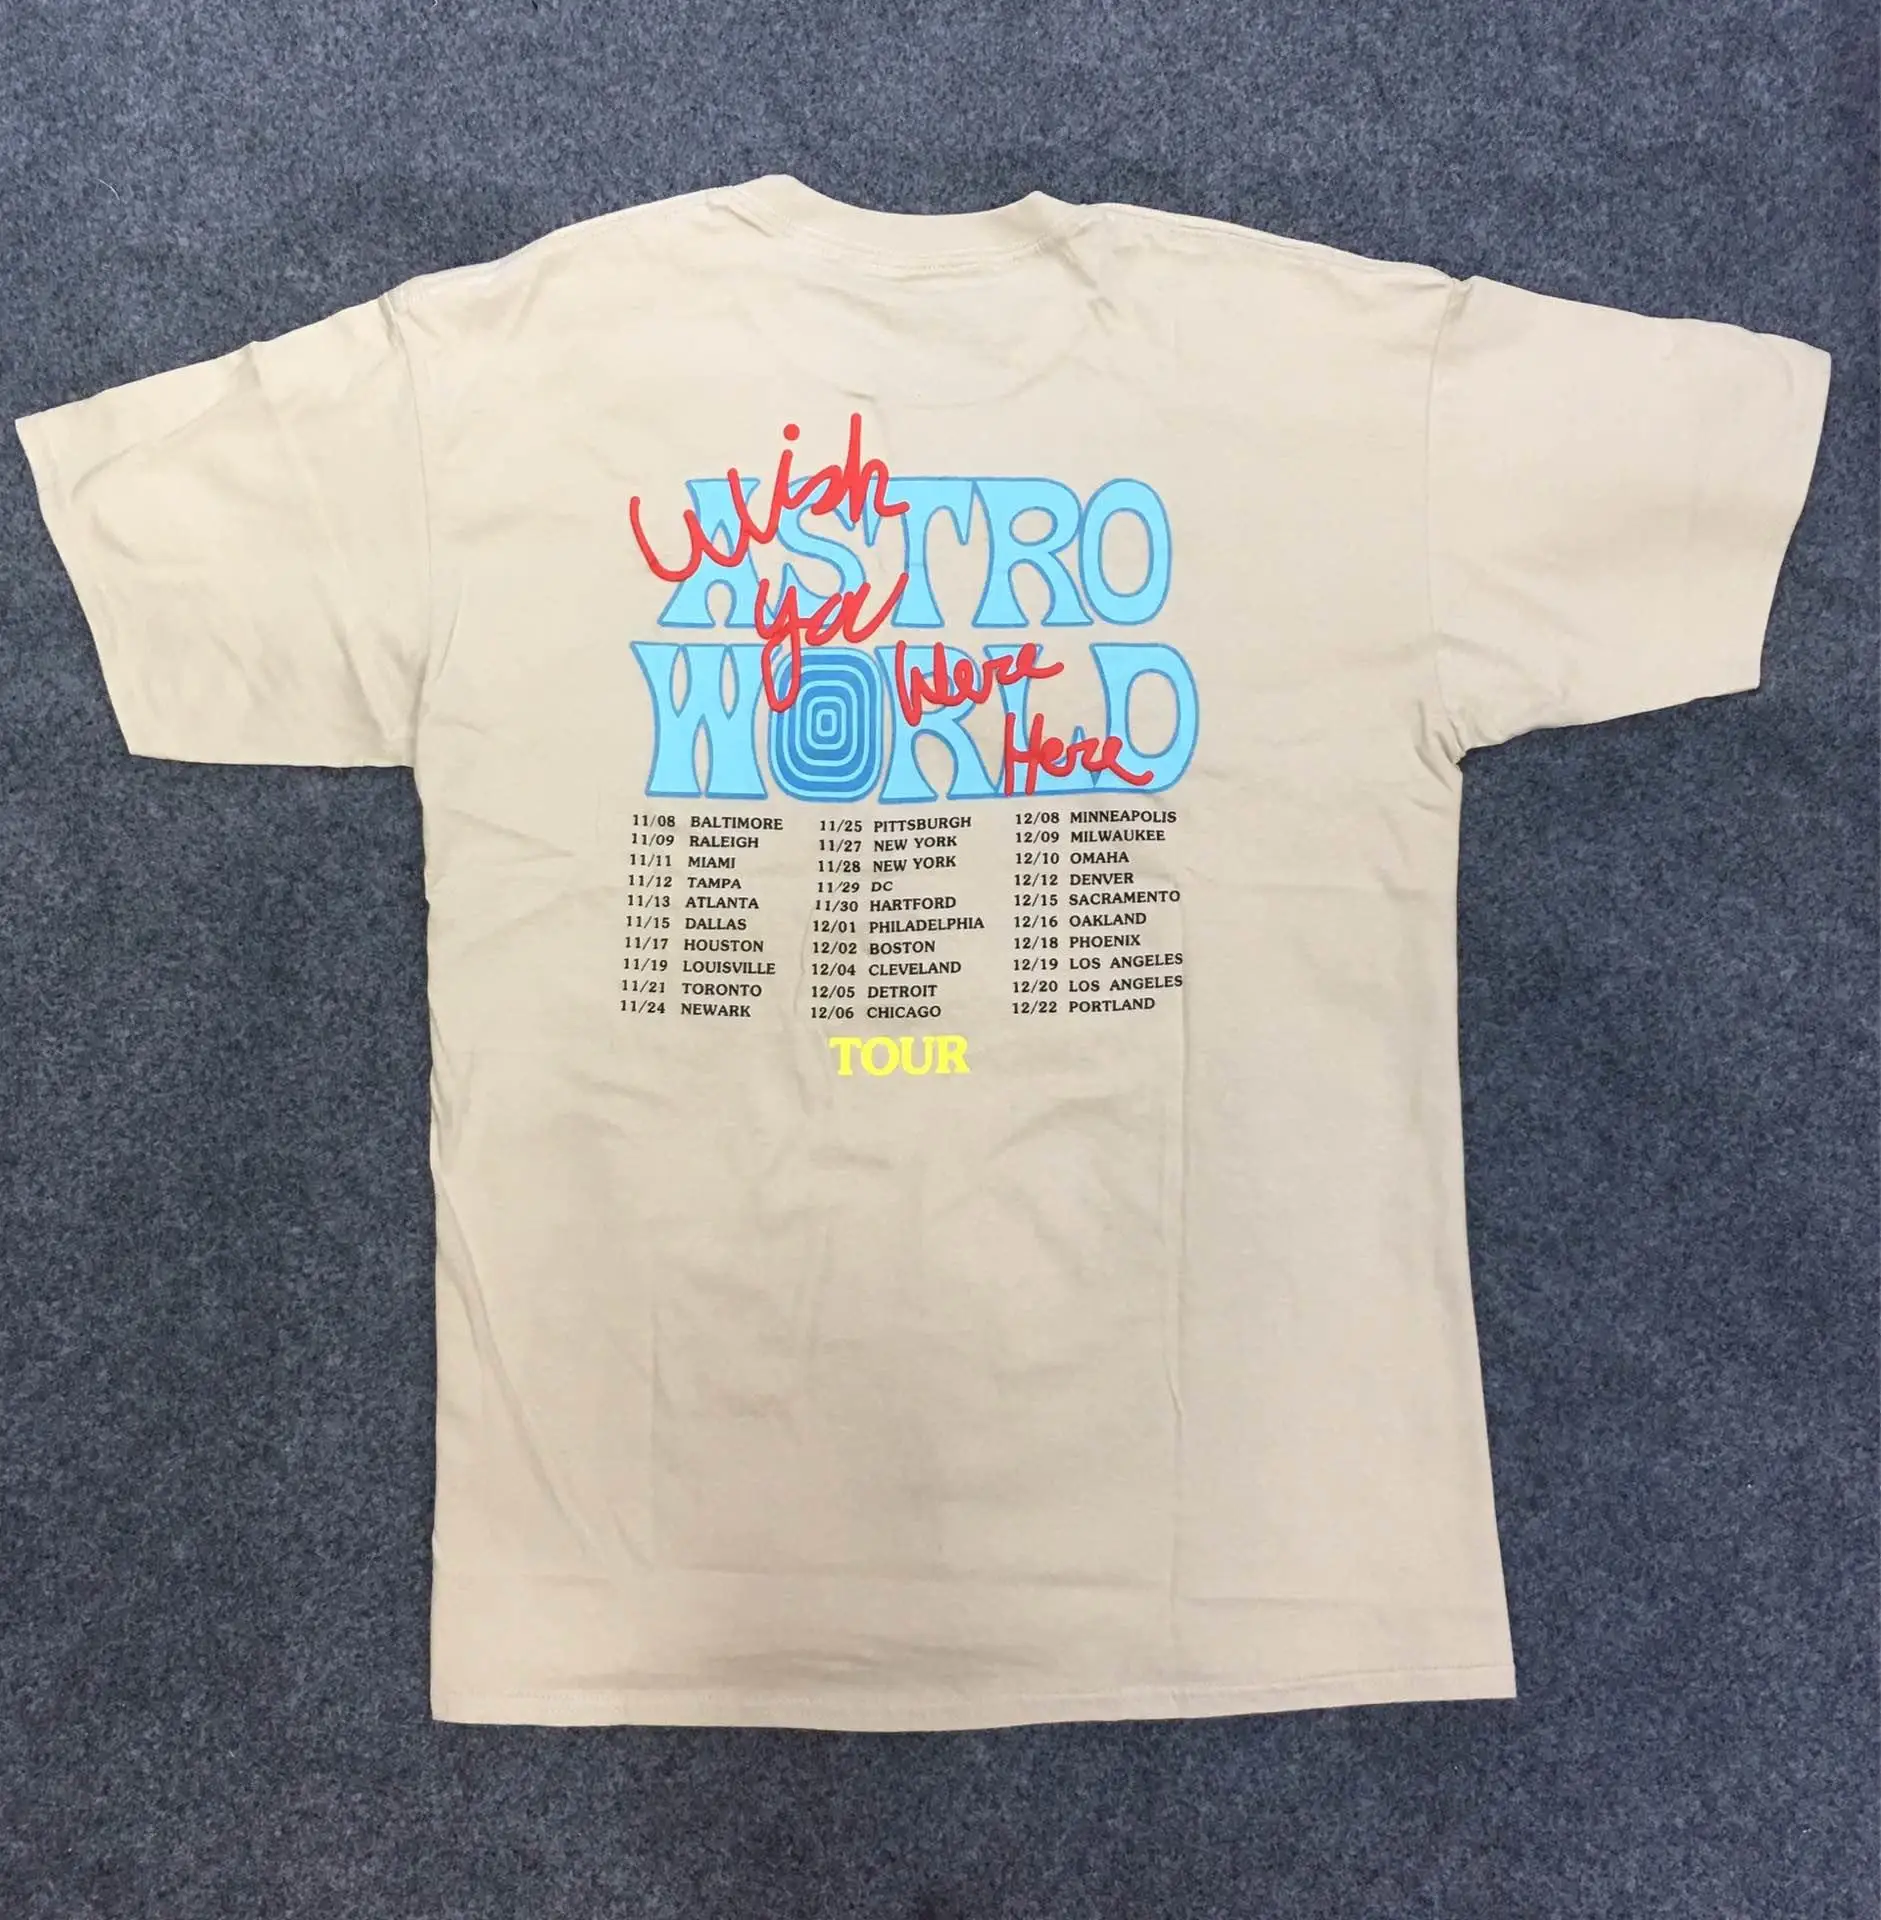 Wish
ASTRO
ya
Were
WORLD
Here
11/08 BALTIMORE
11/09 RALEIGH
11/11 MIAMI
11/12 TAMPA
11/13 ATLANTA
11/15 DALLAS
11/17 HOUSTON
11/19 LOUISVILLE
11/21 TORONTO
11/24 NEWARK
11/25 PITTSBURGH
11/27 NEW YORK
11/28 NEW YORK
11/29 DC
11/30 HARTFORD
12/01 PHILADELPHIA
12/02 BOSTON
12/04 CLEVELAND
12/05 DETROIT
12/06 CHICAGO
12/08 MINNEAPOLIS
12/09 MILWAUKEE
12/10 OMAHA
12/12 DENVER
12/15 SACRAMENTO
12/16 OAKLAND
12/18 PHOENIX
12/19 LOS ANGELES
12/20 LOS ANGELES
12/22 PORTLAND
TOUR